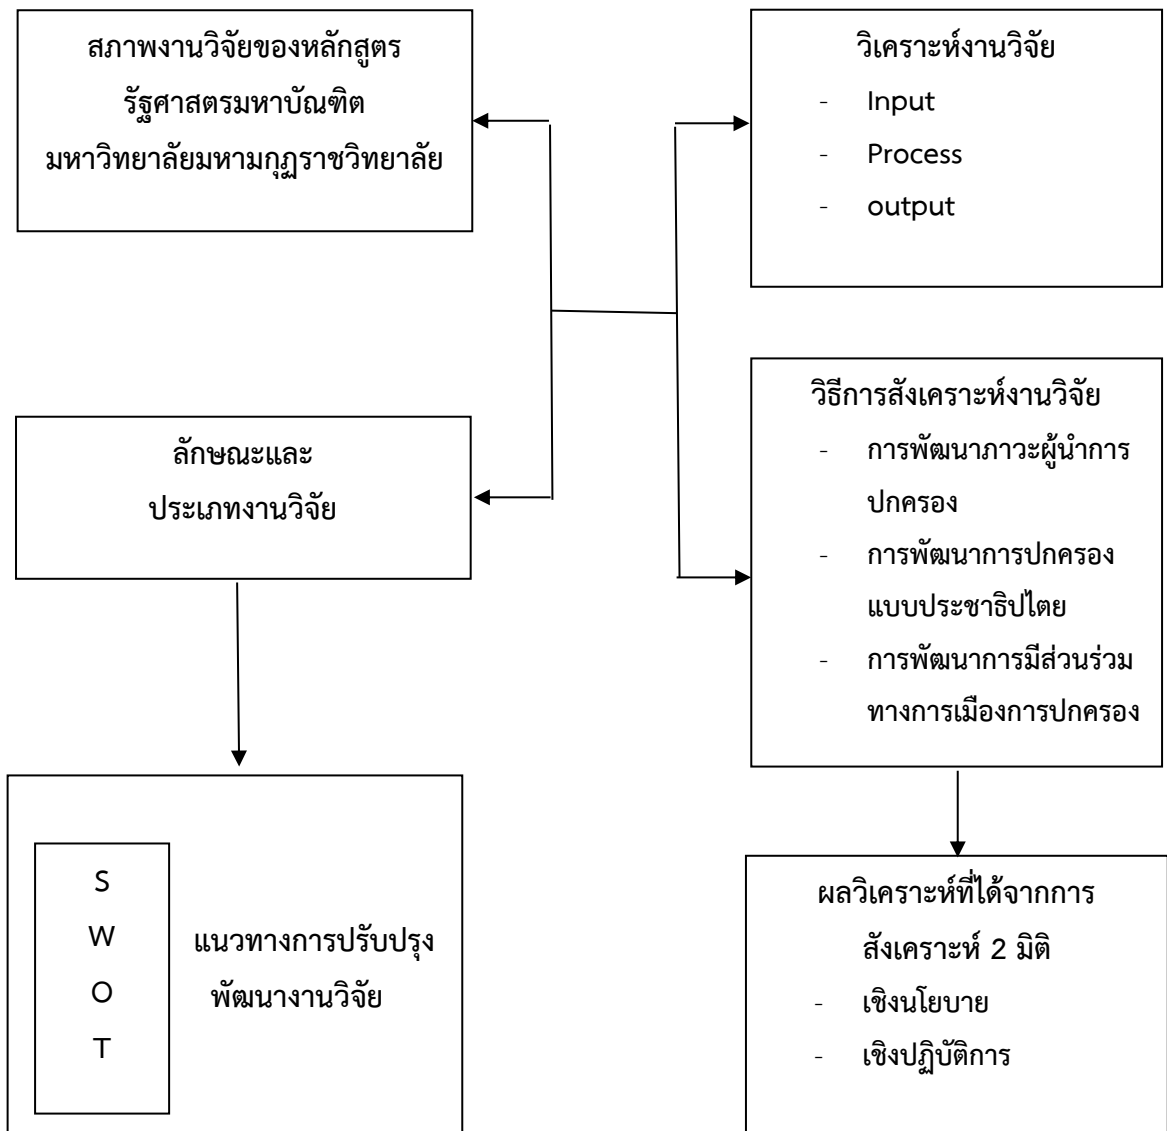 สภาพงานวิจัยของหลักสูตร
รัฐศาสตรมหาบัณฑิต
มหาวิทยาลัยมหามกุฏราชวิทยาลัย
วิเคราะห์งานวิจัย
- Input
- Process
- output
ลักษณะและ
ประเภทงานวิจัย
วิธีการสังเคราะห์งานวิจัย
- การพัฒนาภาวะผู้นำการ
ปกครอง
- การพัฒนาการปกครอง
แบบประชาธิปไตย
- การพัฒนาการมีส่วนร่วม
ทางการเมืองการปกครอง
S
W
O
T
แนวทางการปรับปรุง
พัฒนางานวิจัย
ผลวิเคราะห์ที่ได้จากการ
สังเคราะห์ 2 มิติ
- เชิงนโยบาย
- เชิงปฏิบัติการ